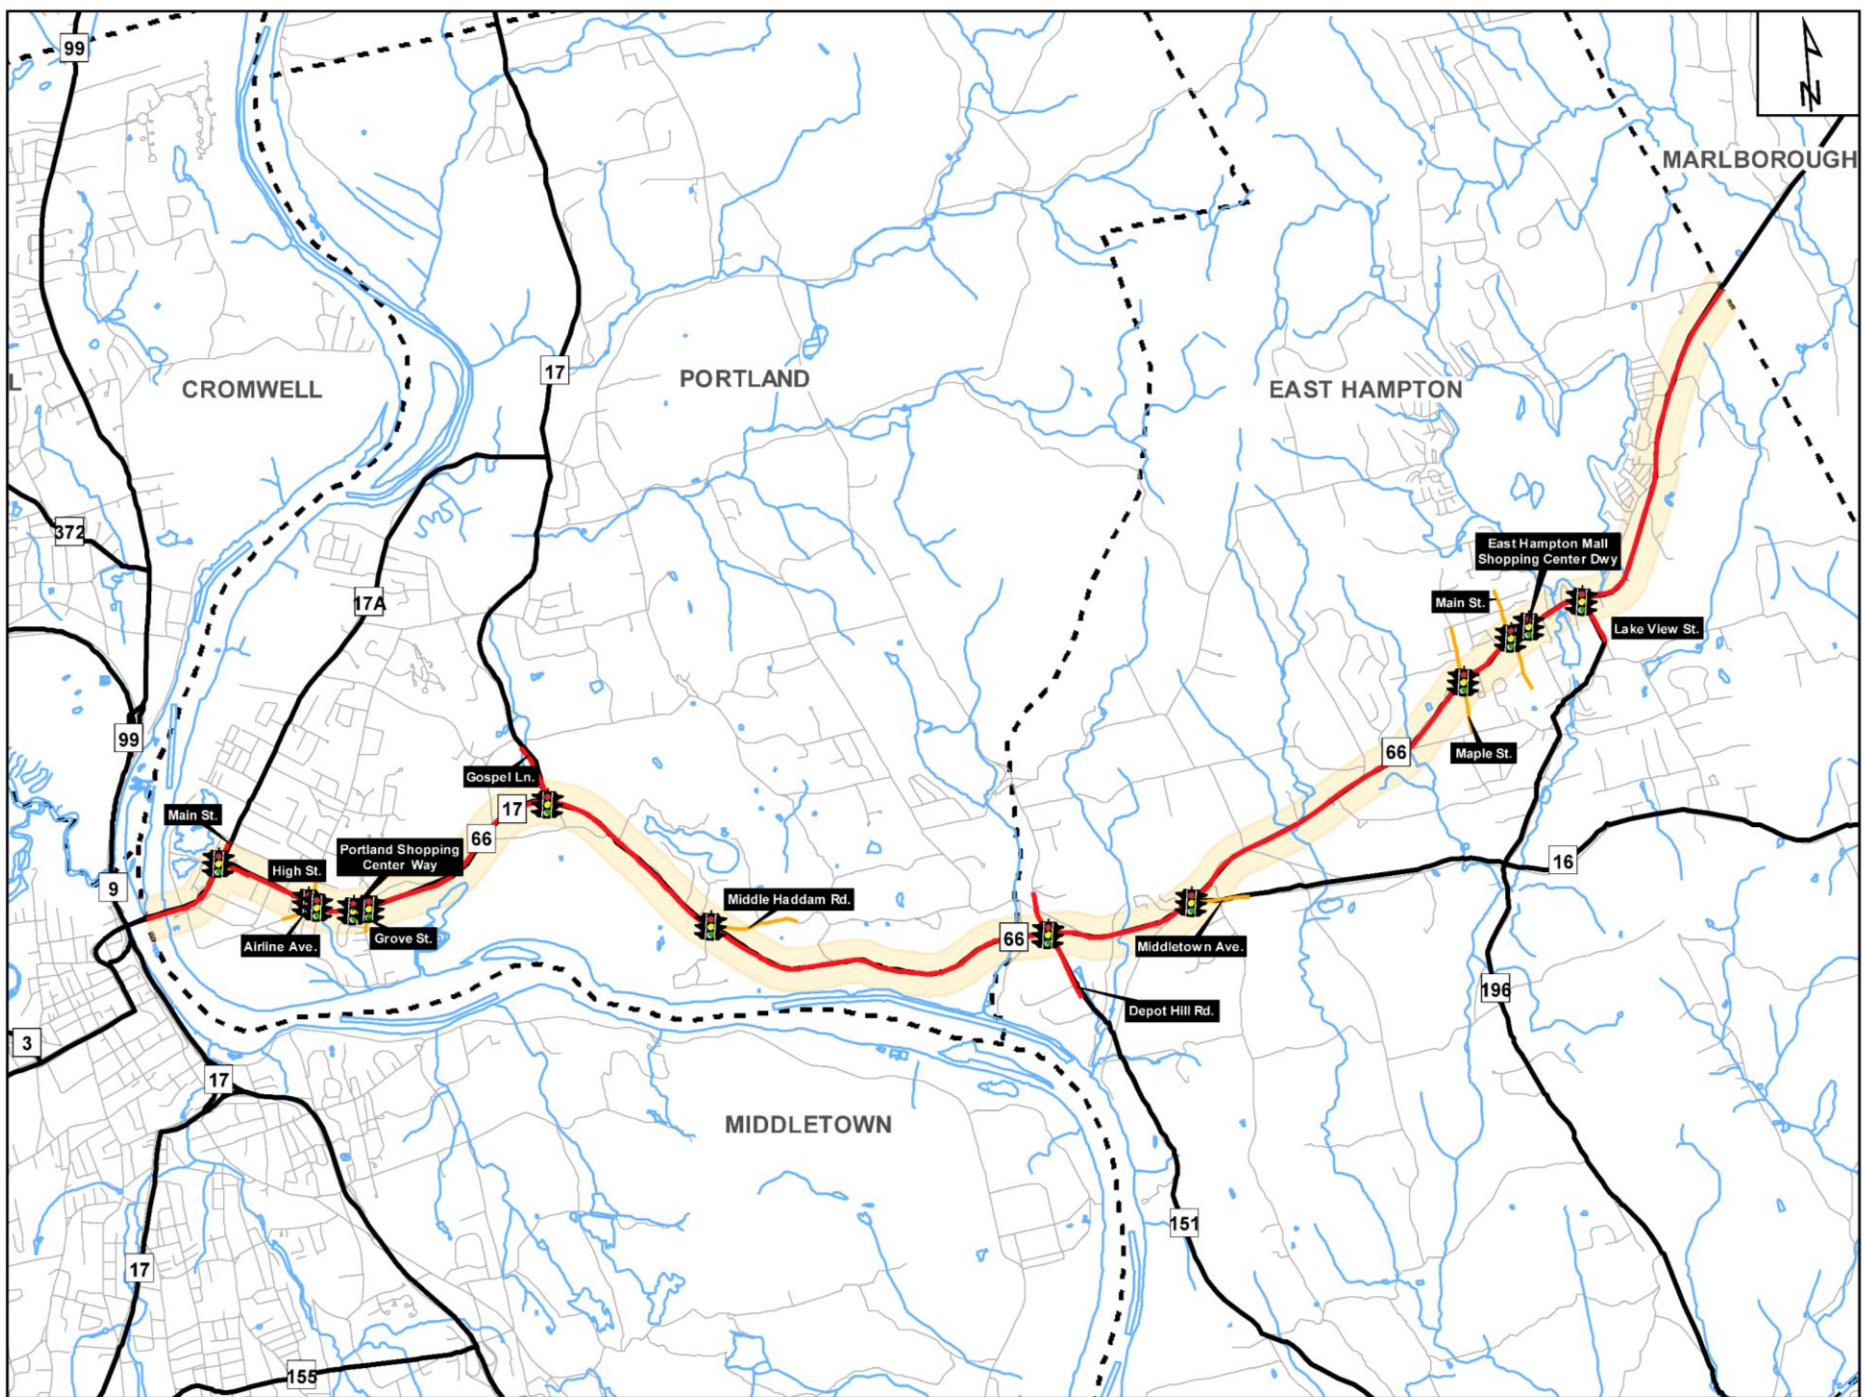 99
N
MARLBOROUGH
17
L
CROMWELL
PORTLAND
EAST HAMPTON
372
East Hampton Mall
Shopping Center Dwy
17A
Main St.
Lake View St.
99
66
Maple St.
Gospel Ln.
17
Main St.
66
Portland Shopping
Center Way
High St.
16
9
Middle Haddam Rd.
Airline Ave.
Grove St.
66
Middletown Ave.
196
Depot Hill Rd.
3
17
MIDDLETOWN
151
17
155